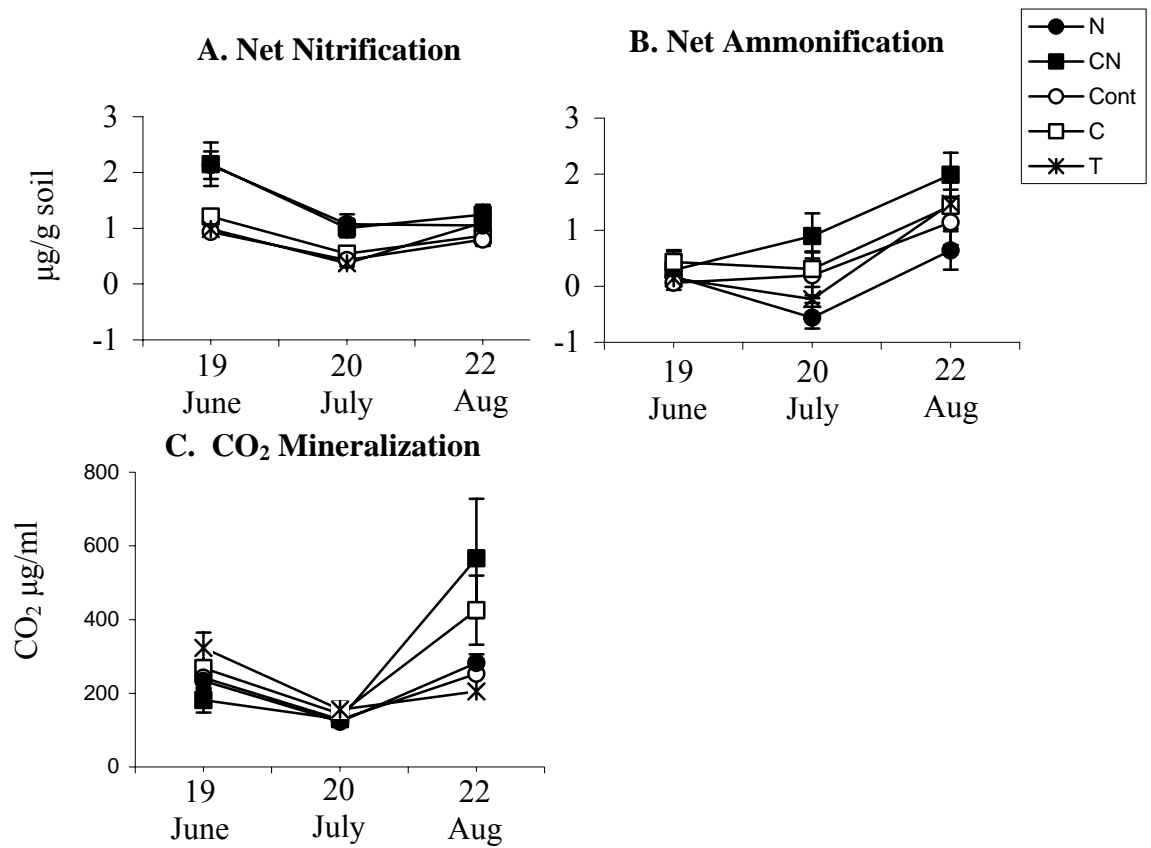 A. Net Nitrification
µg/g soil
3
2
1
0
-1
19 20 22
June July Aug
B. Net Ammonification
3
2
1
0
-1
19 20 22
June July Aug
N
CN
Cont
C
T
C. CO₂ Mineralization
CO₂ µg/ml
800
600
400
200
0
19 20 22
June July Aug